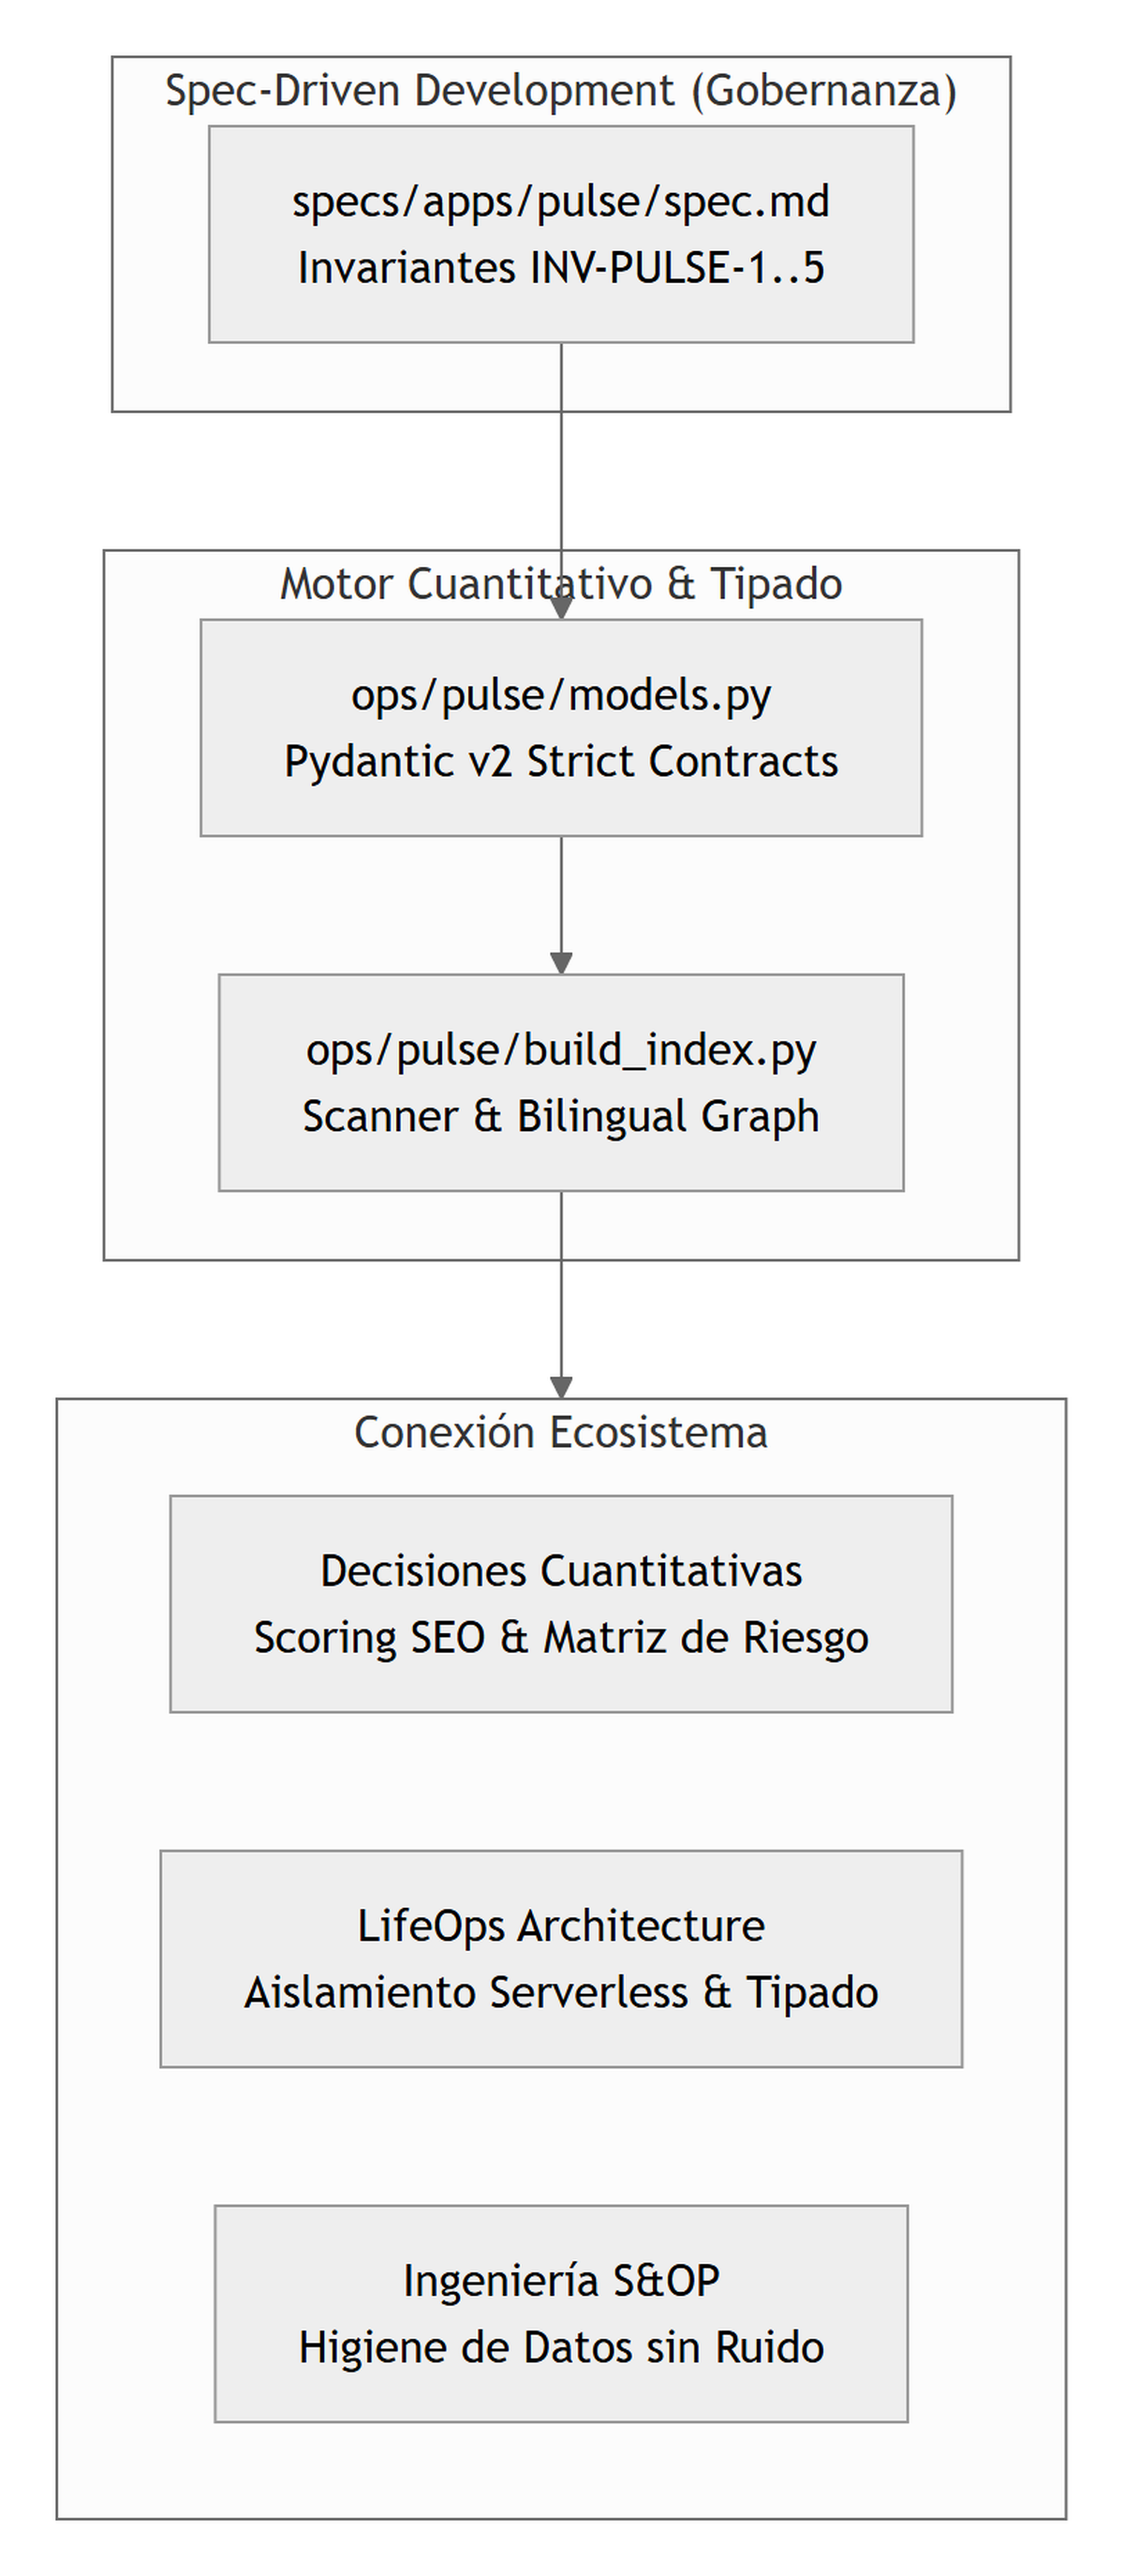 Spec-Driven Development (Gobernanza)
specs/apps/pulse/spec.md
Invariantes INV-PULSE-1..5
Motor Cuantitativo & Tipado
ops/pulse/models.py
Pydantic v2 Strict Contracts
ops/pulse/build_index.py
Scanner & Bilingual Graph
Conexión Ecosistema
Decisiones Cuantitativas
Scoring SEO & Matriz de Riesgo
LifeOps Architecture
Aislamiento Serverless & Tipado
Ingeniería S&OP
Higiene de Datos sin Ruido